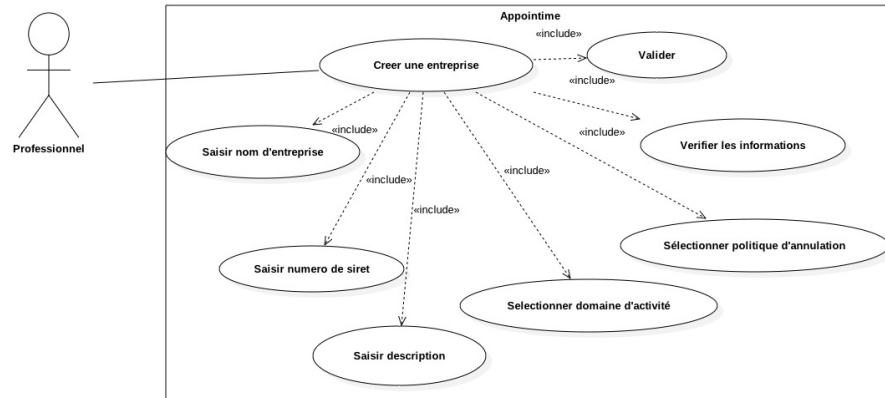 Appointime
«include»
Creer une entreprise
Valider
«include»
«include»
«include»
Professionnel
Saisir nom d'entreprise
Verifier les informations
«include»
«include»
«include»
Sélectionner politique d'annulation
Saisir numero de siret
Selectionner domaine d'activité
Saisir description